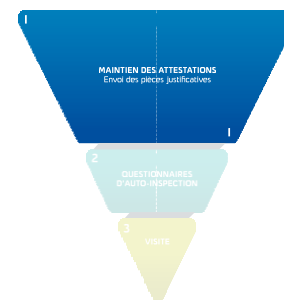 1
MAINTIEN DES ATTESTATIONS
Envoi des pièces justificatives
1
2
QUESTIONNAIRES
D'AUTO-INSPECTION
3
VISITE